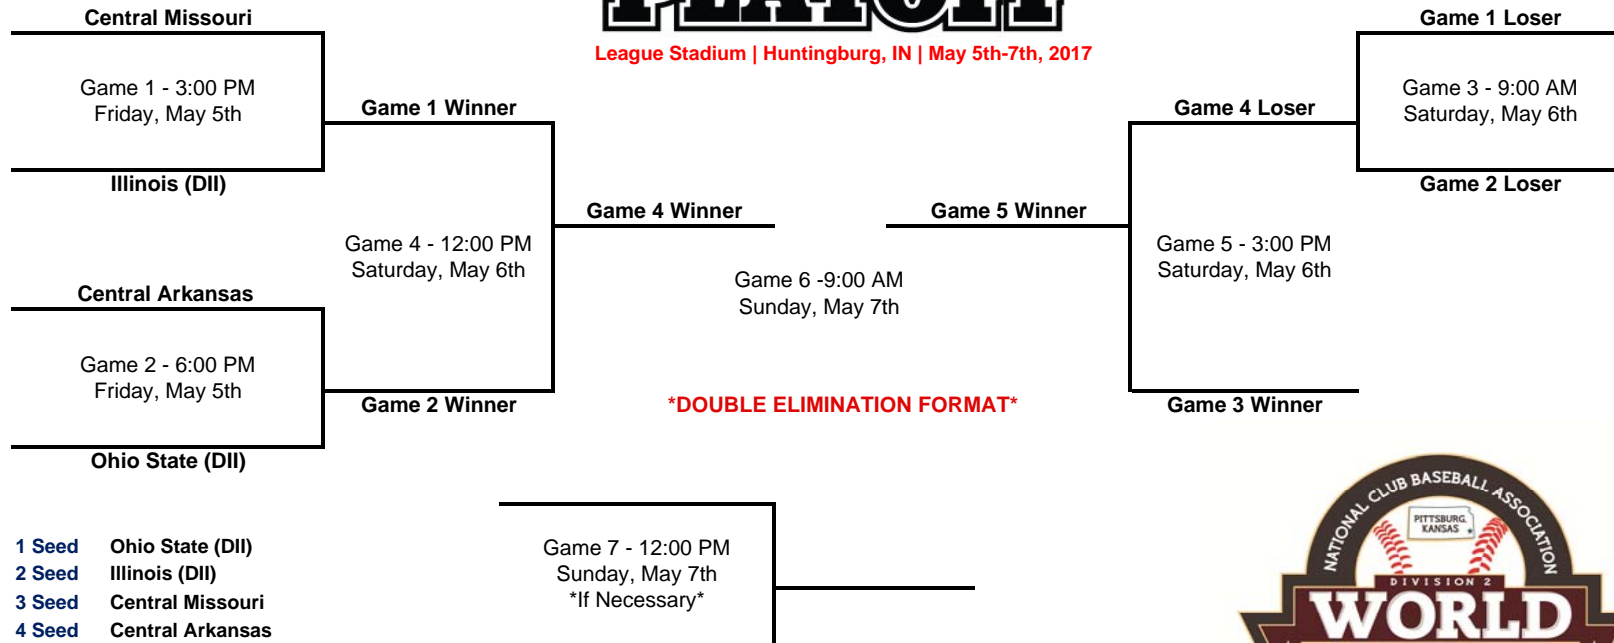 PLAYOFF
League Stadium | Huntingburg, IN | May 5th-7th, 2017
Central Missouri
Game 1 - 3:00 PM
Friday, May 5th
Illinois (DII)
Game 1 Winner
Game 4 - 12:00 PM
Saturday, May 6th
Central Arkansas
Game 2 - 6:00 PM
Friday, May 5th
Ohio State (DII)
Game 2 Winner
Game 4 Winner
Game 5 Winner
Game 6 -9:00 AM
Sunday, May 7th
*DOUBLE ELIMINATION FORMAT*
Game 4 Loser
Game 5 - 3:00 PM
Saturday, May 6th
Game 3 Winner
Game 1 Loser
Game 3 - 9:00 AM
Saturday, May 6th
Game 2 Loser
1 Seed Ohio State (DII)
2 Seed Illinois (DII)
3 Seed Central Missouri
4 Seed Central Arkansas
Game 7 - 12:00 PM
Sunday, May 7th
*If Necessary*
NATIONAL CLUB BASEBALL ASSOCIATION
PITTSBURG,
KANSAS
DIVISION 2
WORLD